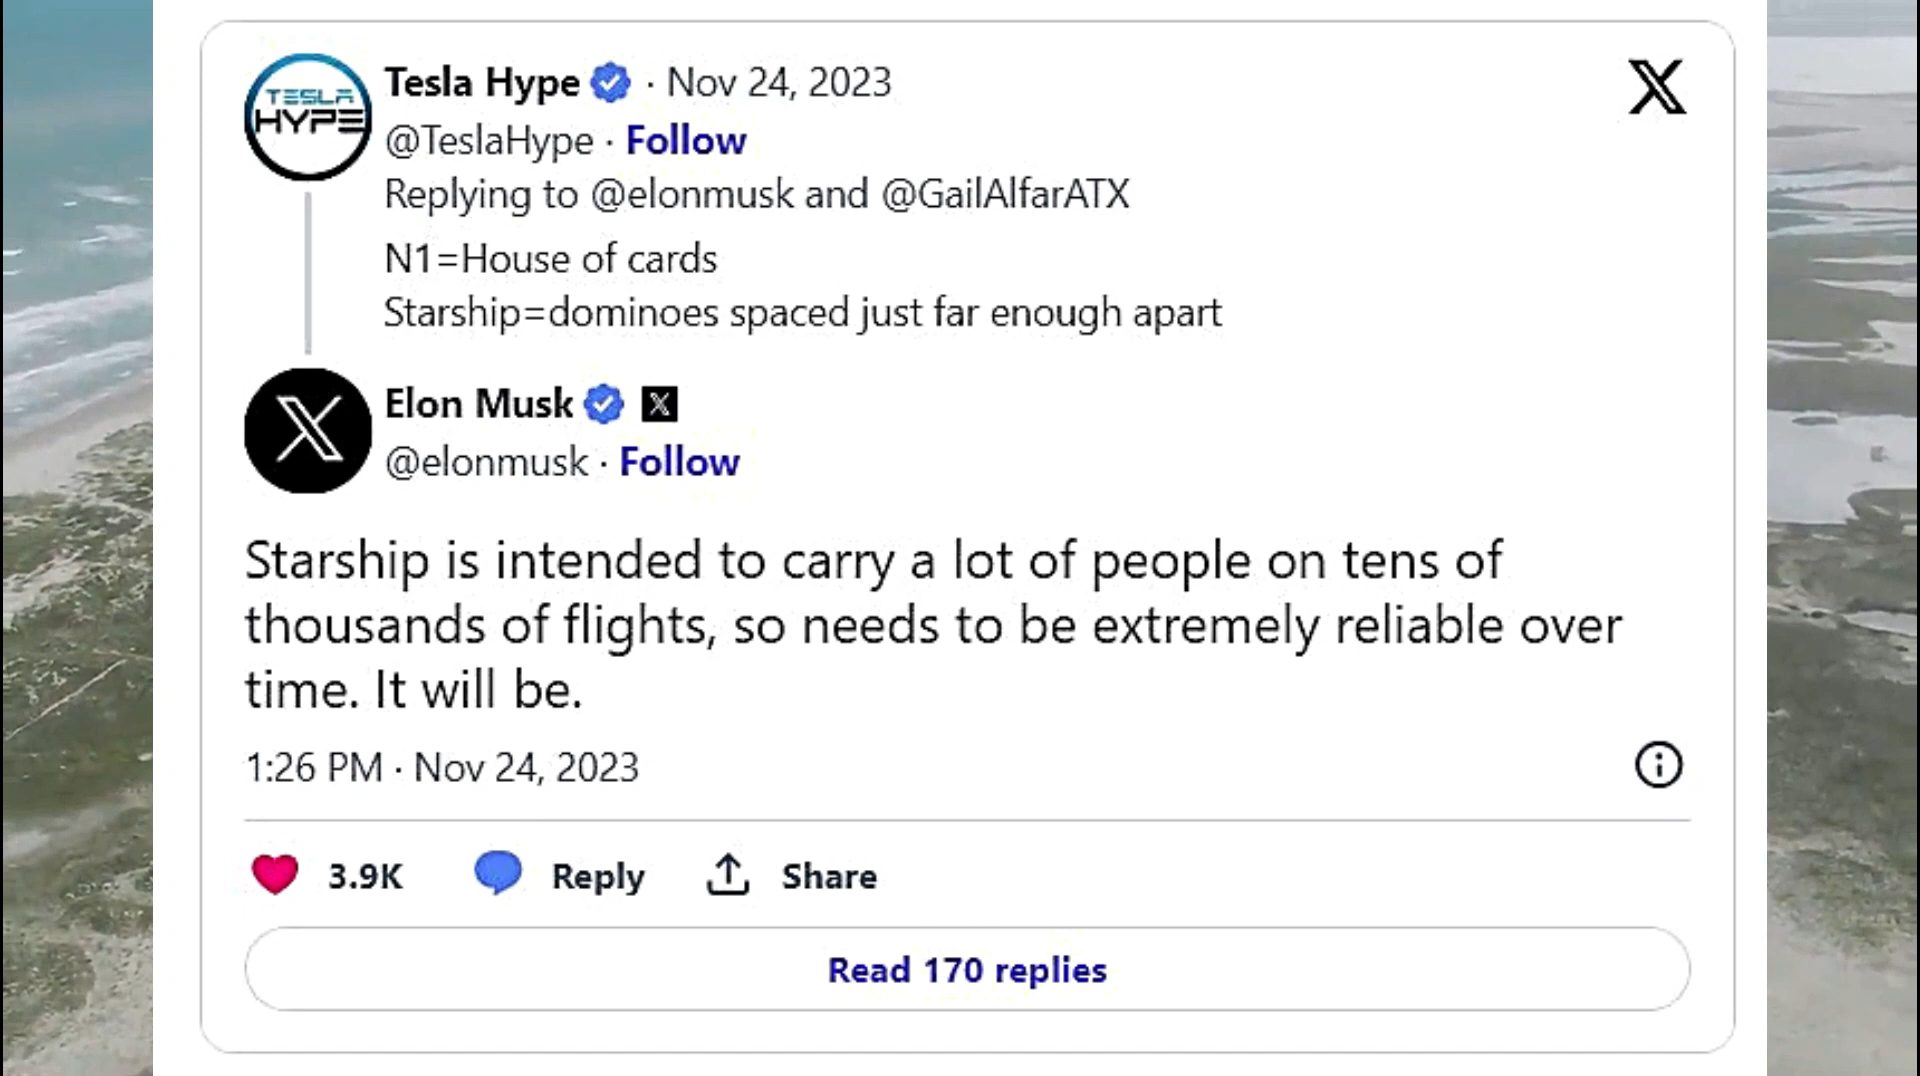 TESLA
HYPE
Tesla Hype · Nov 24, 2023
@TeslaHype · Follow
Replying to @elonmusk and @GailAlfarATX
N1=House of cards
Starship=dominoes spaced just far enough apart
Elon Musk
@elonmusk · Follow
Starship is intended to carry a lot of people on tens of
thousands of flights, so needs to be extremely reliable over
time. It will be.
1:26 PM · Nov 24, 2023
3.9K Reply Share
Read 170 replies